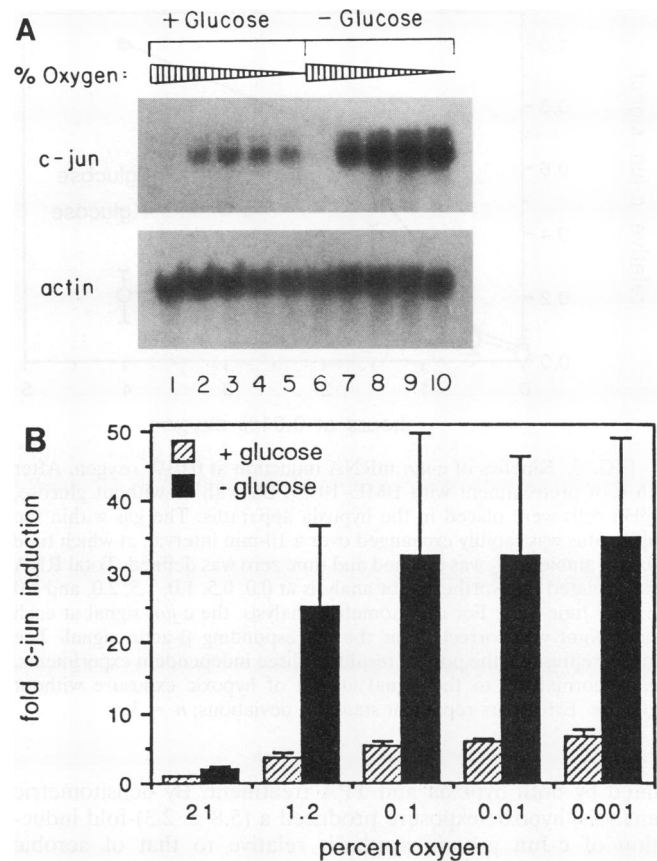 A
+ Glucose
− Glucose
% Oxygen:
c-jun
actin
1 2 3 4 5 6 7 8 9 10
B
+ glucose
- glucose
fold c-jun induction
50
40
30
20
10
0
21 1.2 0.1 0.01 0.001
percent oxygen